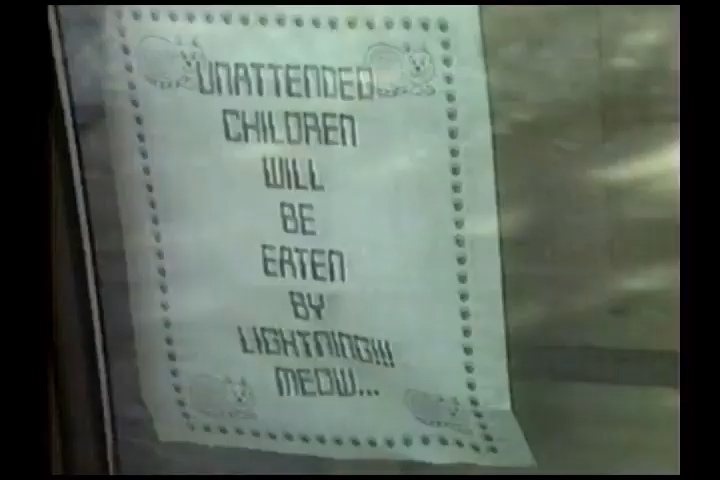 UNATTENDED
CHILDREN
WILL
BE
EATEN
BY
LIGHTNING!!!
MEOW...